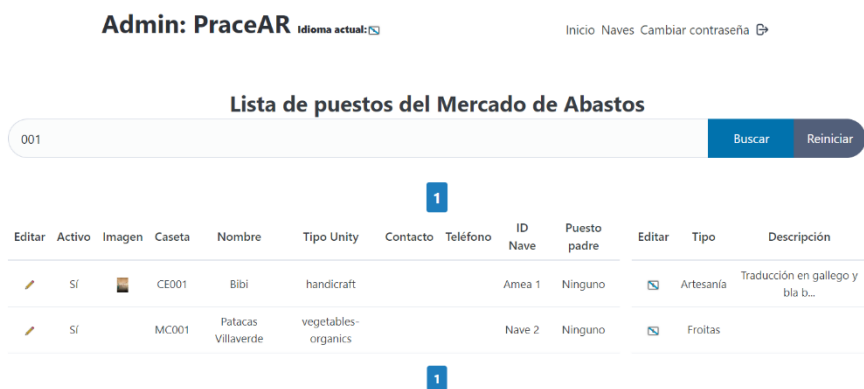 Admin: PraceAR Idioma actual:
Inicio Naves Cambiar contraseña
Lista de puestos del Mercado de Abastos
001 Buscar Reiniciar
1
Editar Activo Imagen Caseta Nombre Tipo Unity Contacto Teléfono ID Nave Puesto padre Editar Tipo Descripción
Sí CE001 Bibi handicraft Amea 1 Ninguno Artesanía Traducción en gallego y bla b...
Sí MC001 Patacas Villaverde vegetables-organics Nave 2 Ninguno Froitas
1